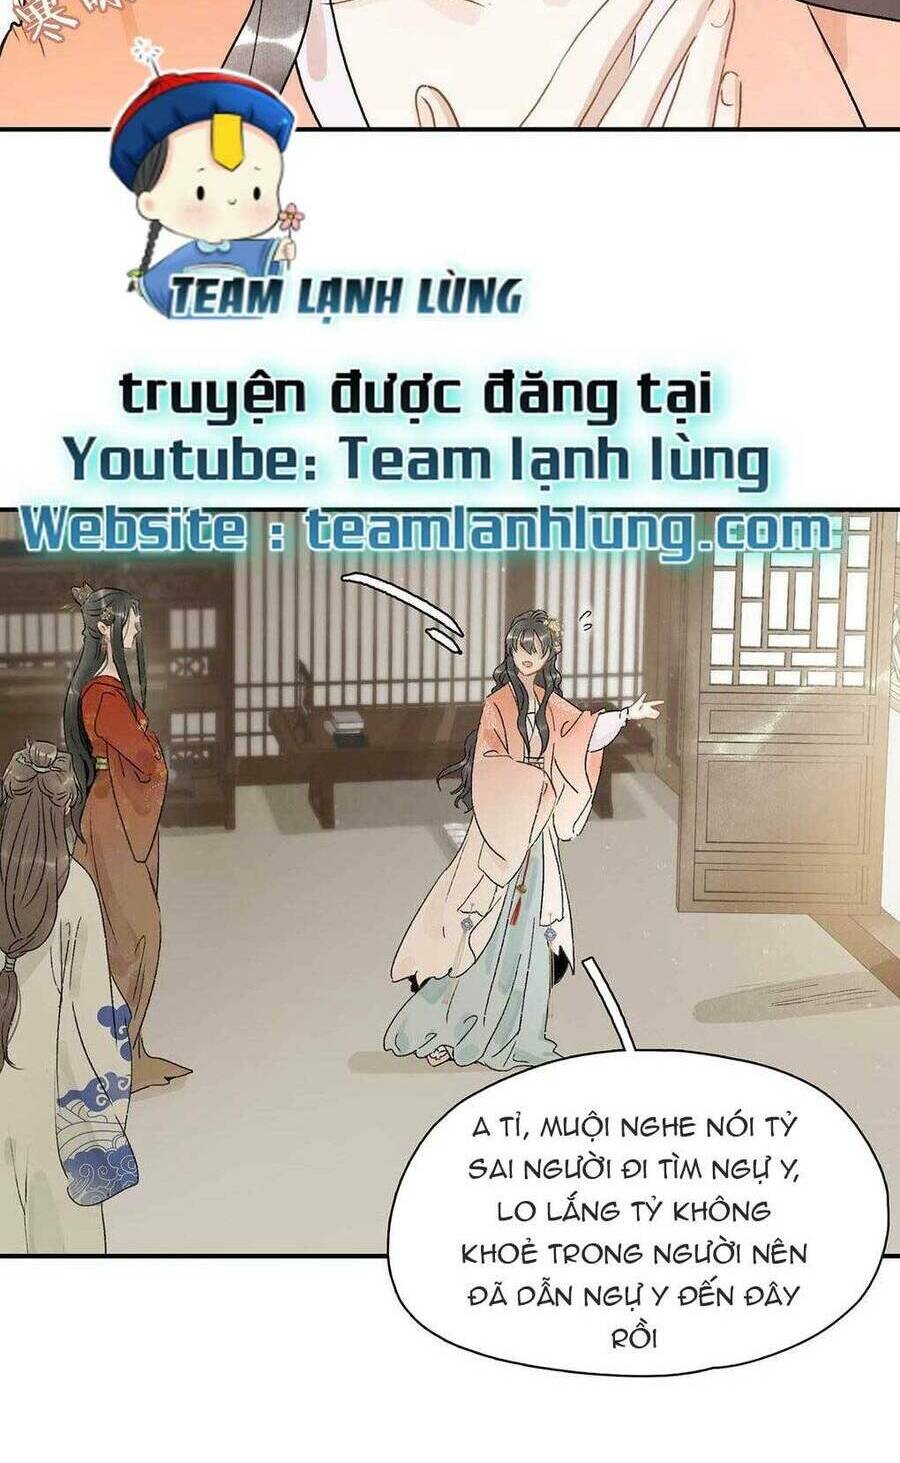 寒
TEAM LẠNH LÙNG
truyện được đăng tại
Youtube: Team lạnh lùng
Website : teamlanhlung.com
A TỈ, MUỘI NGHE NÓI TỶ
SAI NGƯỜI ĐI TÌM NGỰ Y,
LO LẮNG TỶ KHÔNG
KHOẺ TRONG NGƯỜI NÊN
ĐÃ DẪN NGỰ Y ĐẾN ĐÂY
RỒI